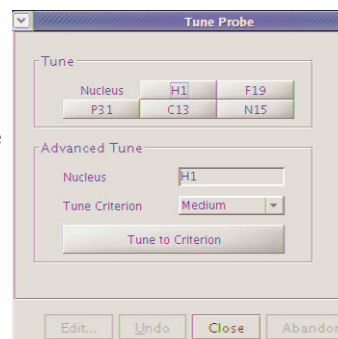 Tune Probe
Tune
Nucleus H1 F19
P31 C13 N15
e
Advanced Tune
Nucleus H1
Tune Criterion Medium
Tune to Criterion
Edit... Undo Close Abandon